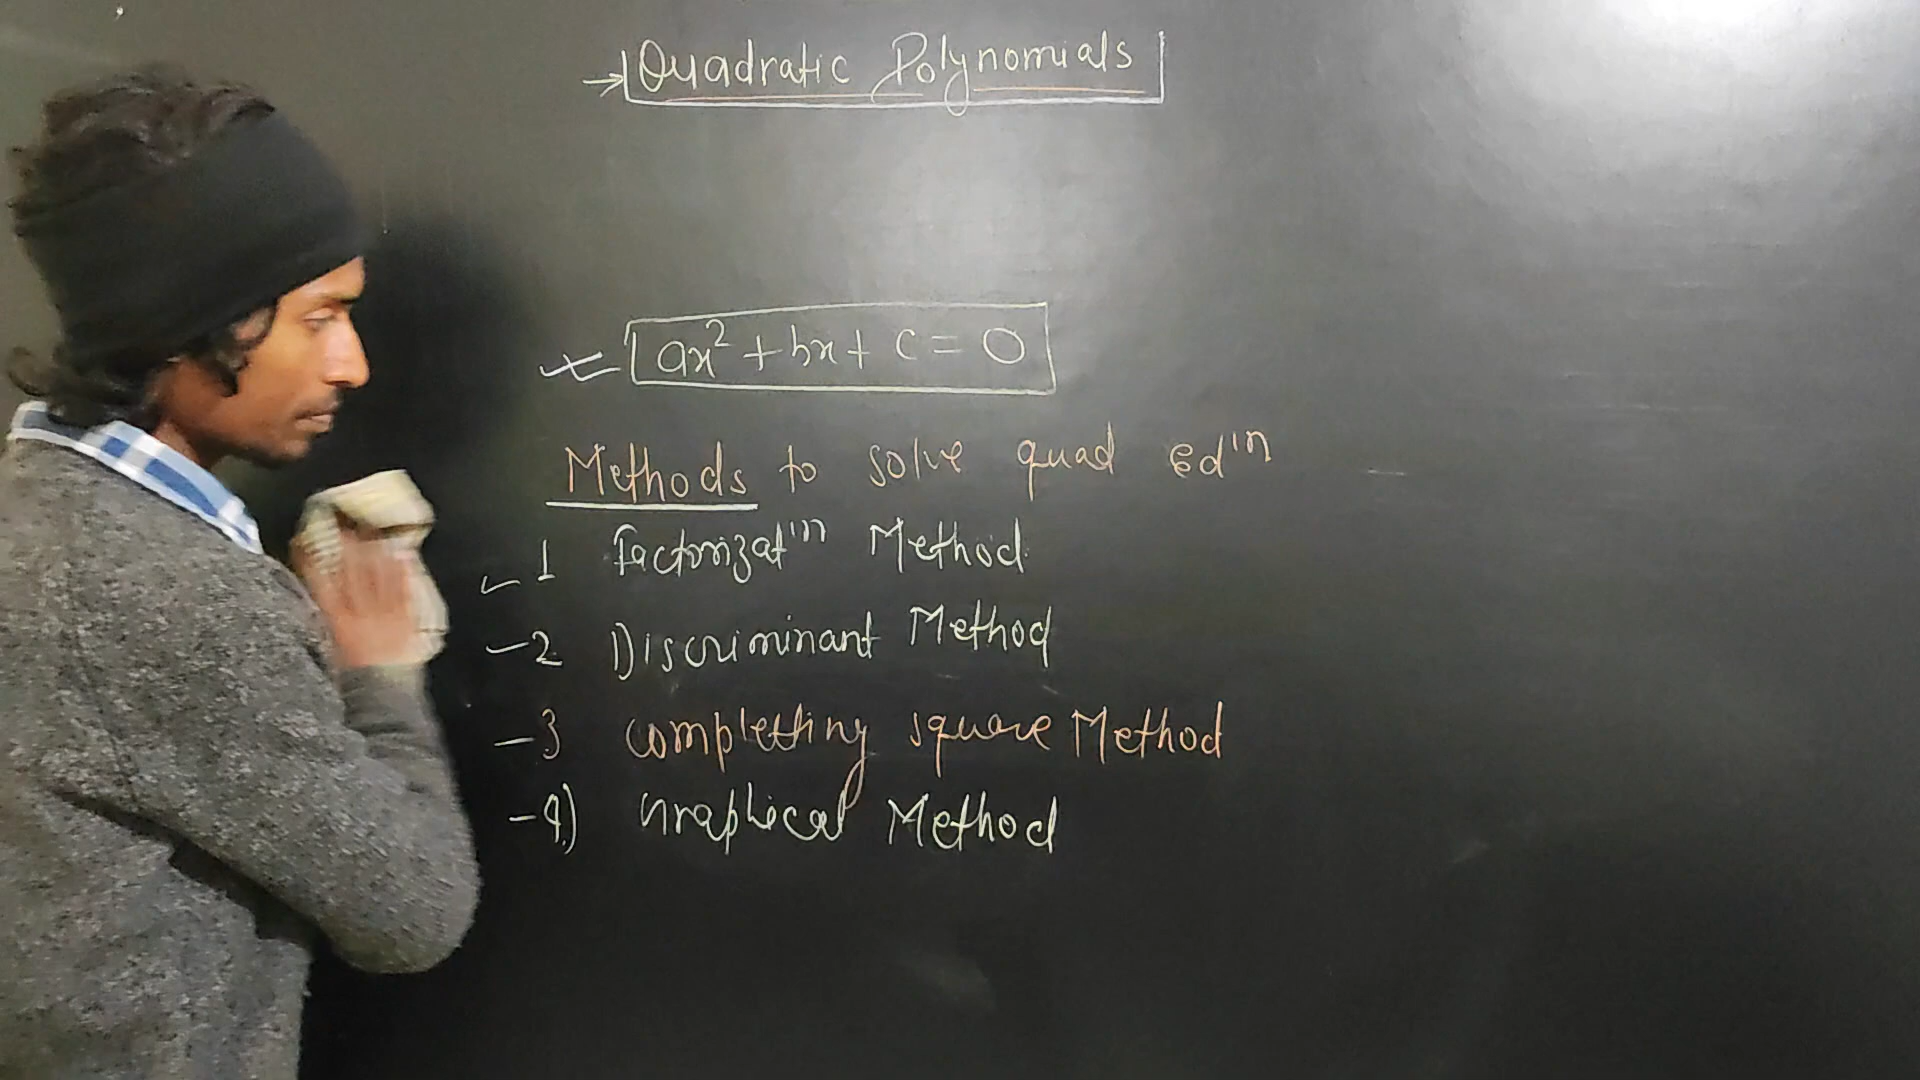 → Quadratic Polynomials
ax² + bx + c = 0
Methods to solve quad Eq'n
1 Factorizat'n Method
-2 Discriminant Method
-3 completting square Method
-4) Graphical Method